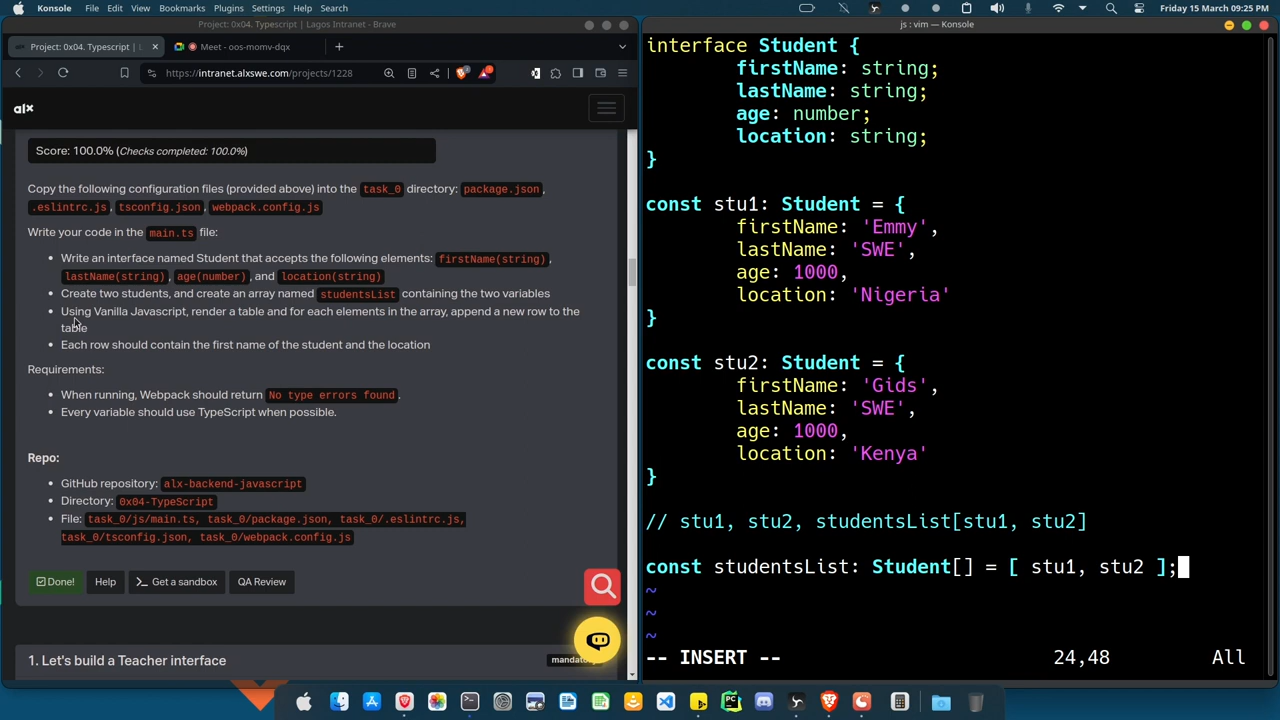 Konsole File Edit View Bookmarks Plugins Settings Help Friday 15 March 09:25 PM
Project: 0x04. Typescript | Lagos Intranet - Brave
js : vim — Konsole
Project: 0x04. Typescript | Meet - oos-momv-dqx
https://intranet.alxswe.com/projects/1228
alx
Score: 100.0% (Checks completed: 100.0%)
Copy the following configuration files (provided above) into the task_0 directory: package.json,
.eslintrc.js, tsconfig.json, webpack.config.js
Write your code in the main.ts file:
Write an interface named Student that accepts the following elements: firstName(string),
lastName(string), age(number), and location(string)
Create two students, and create an array named studentsList containing the two variables
Using Vanilla Javascript, render a table and for each elements in the array, append a new row to the
table
Each row should contain the first name of the student and the location
Requirements:
When running, Webpack should return No type errors found.
Every variable should use TypeScript when possible.
Repo:
GitHub repository: alx-backend-javascript
Directory: 0x04-TypeScript
File: task_0/js/main.ts, task_0/package.json, task_0/.eslintrc.js,
task_0/tsconfig.json, task_0/webpack.config.js
Done! Help Get a sandbox QA Review
1. Let's build a Teacher interface
interface Student {
firstName: string;
lastName: string;
age: number;
location: string;
}
const stu1: Student = {
firstName: 'Emmy',
lastName: 'SWE',
age: 1000,
location: 'Nigeria'
}
const stu2: Student = {
firstName: 'Gids',
lastName: 'SWE',
age: 1000,
location: 'Kenya'
}
// stu1, stu2, studentsList[stu1, stu2]
const studentsList: Student[] = [ stu1, stu2 ];
~
~
~
-- INSERT -- 24,48 All